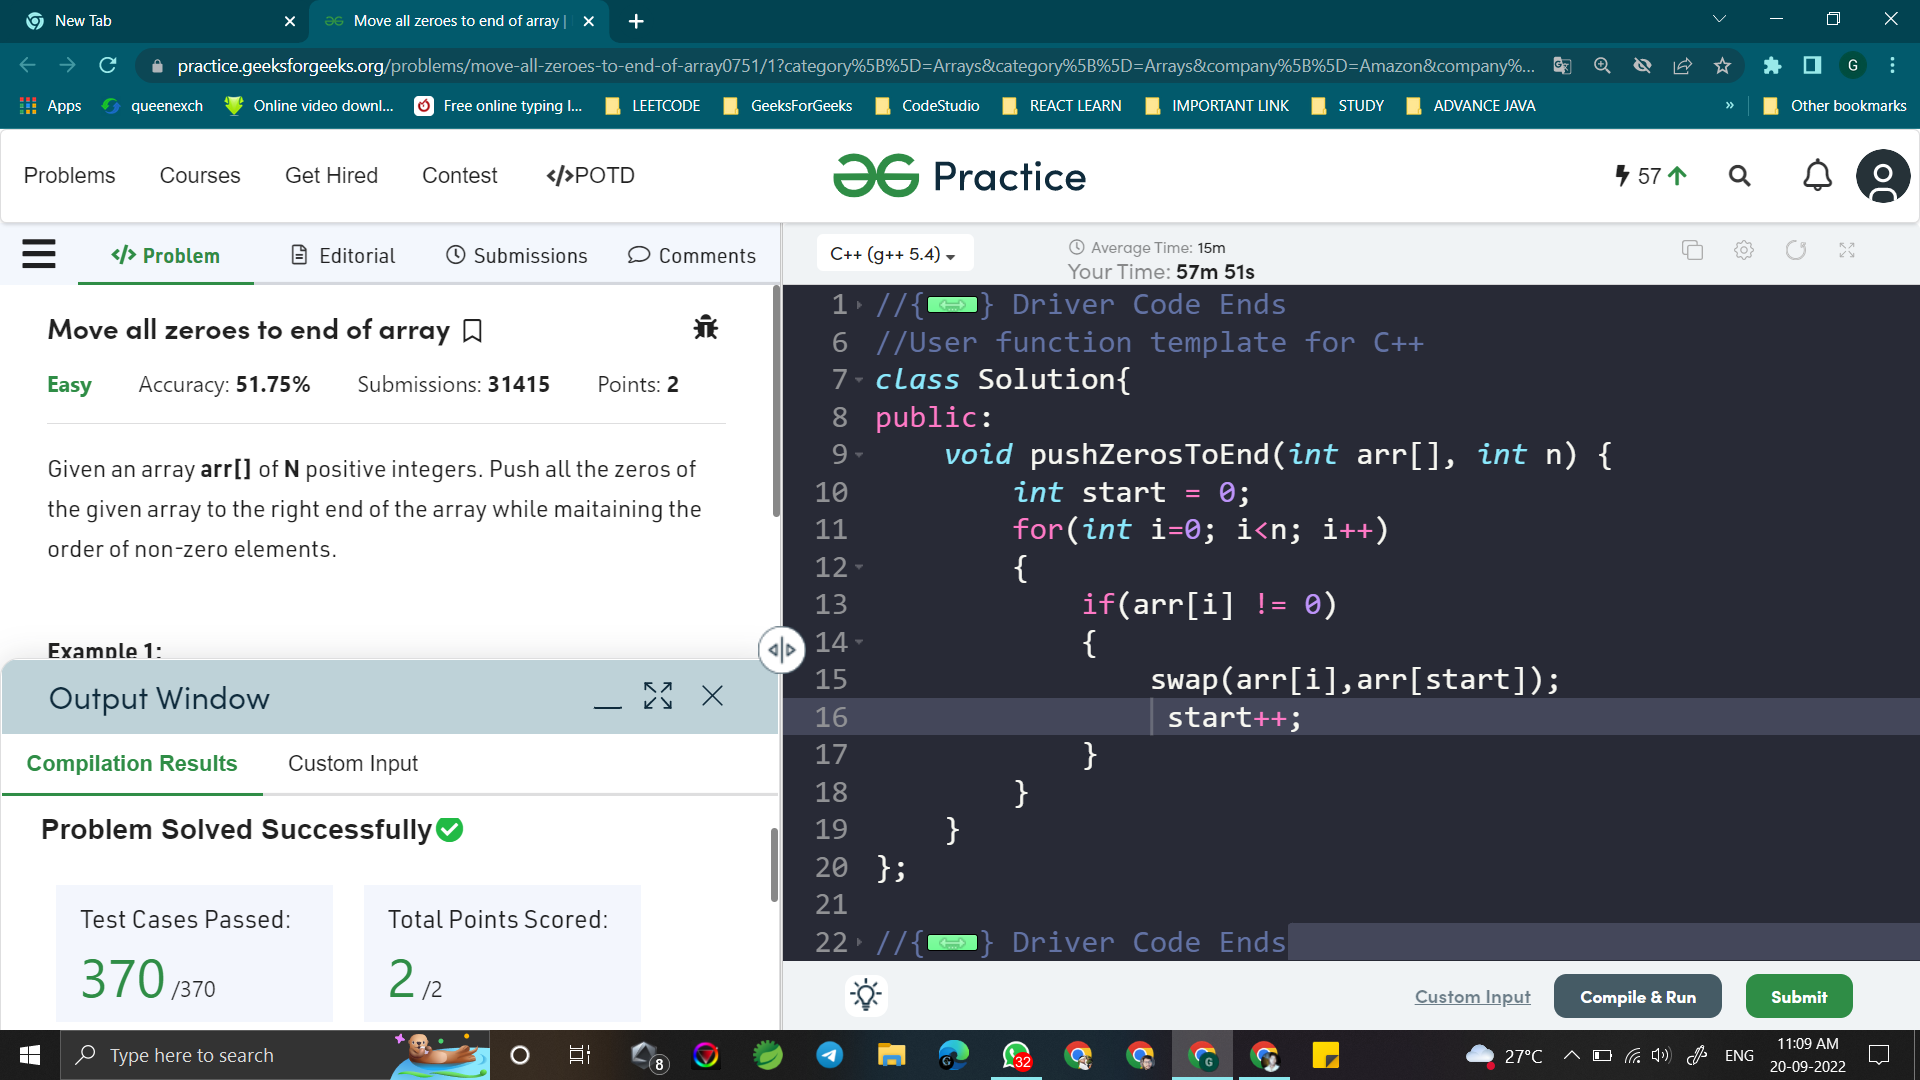 New Tab
Move all zeroes to end of array |
practice.geeksforgeeks.org/problems/move-all-zeroes-to-end-of-array0751/1?category%5B%5D=Arrays&category%5B%5D=Arrays&company%5B%5D=Amazon&company%...
G
Apps
queenexch
Online video downl...
Free online typing l...
LEETCODE
GeeksForGeeks
CodeStudio
REACT LEARN
IMPORTANT LINK
STUDY
ADVANCE JAVA
»
Other bookmarks
Problems
Courses
Get Hired
Contest
</>POTD
Practice
57
</> Problem
Editorial
Submissions
Comments
C++ (g++ 5.4)
Average Time: 15m
Your Time: 57m 51s
Move all zeroes to end of array
Easy
Accuracy: 51.75%
Submissions: 31415
Points: 2
Given an array arr[] of N positive integers. Push all the zeros of
the given array to the right end of the array while maitaining the
order of non-zero elements.
Example 1:
Output Window
Compilation Results
Custom Input
Problem Solved Successfully
Test Cases Passed:
370 /370
Total Points Scored:
2 /2
1 //{} Driver Code Ends
6 //User function template for C++
7 class Solution{
8 public:
9 void pushZerosToEnd(int arr[], int n) {
10 int start = 0;
11 for(int i=0; i<n; i++)
12 {
13 if(arr[i] != 0)
14 {
15 swap(arr[i],arr[start]);
16 start++;
17 }
18 }
19 }
20 };
21
22 //{} Driver Code Ends
Custom Input
Compile & Run
Submit
Type here to search
8
G
32
G
27°C
ENG
11:09 AM
20-09-2022